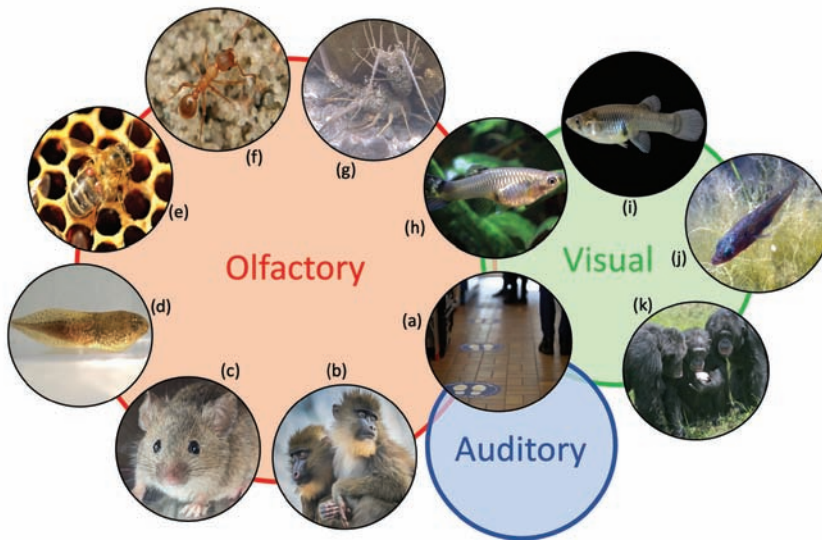 (f)
(g)
(e)
(h)
(i)
Olfactory
Visual
(j)
(d)
(a)
(k)
(c)
(b)
Auditory